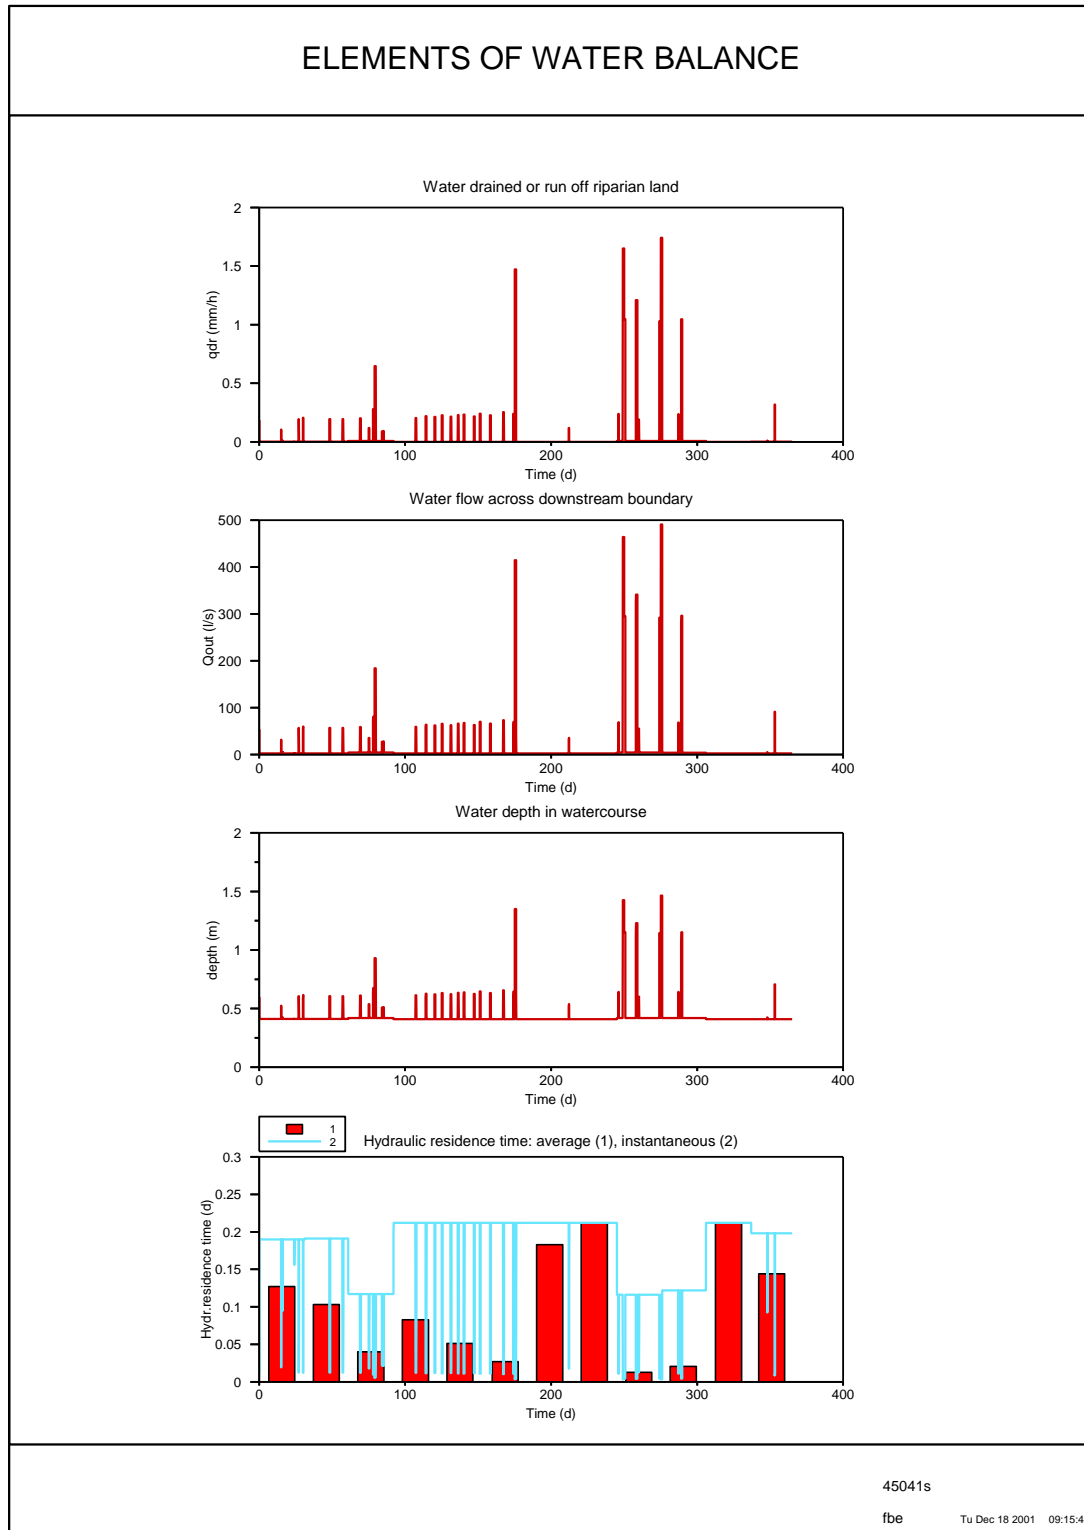 ELEMENTS OF WATER BALANCE
Water drained or run off riparian land
2
1.5
1
0.5
0
qdr (mm/h)
0 100 200 300 400
Time (d)
Water flow across downstream boundary
500
400
300
200
100
0
Qout (l/s)
0 100 200 300 400
Time (d)
Water depth in watercourse
2
1.5
1
0.5
0
depth (m)
0 100 200 300 400
Time (d)
1
2
Hydraulic residence time: average (1), instantaneous (2)
0.3
0.25
0.2
0.15
0.1
0.05
0
Hydr.residence time (d)
0 100 200 300 400
Time (d)
45041s
fbe Tu Dec 18 2001 09:15:4